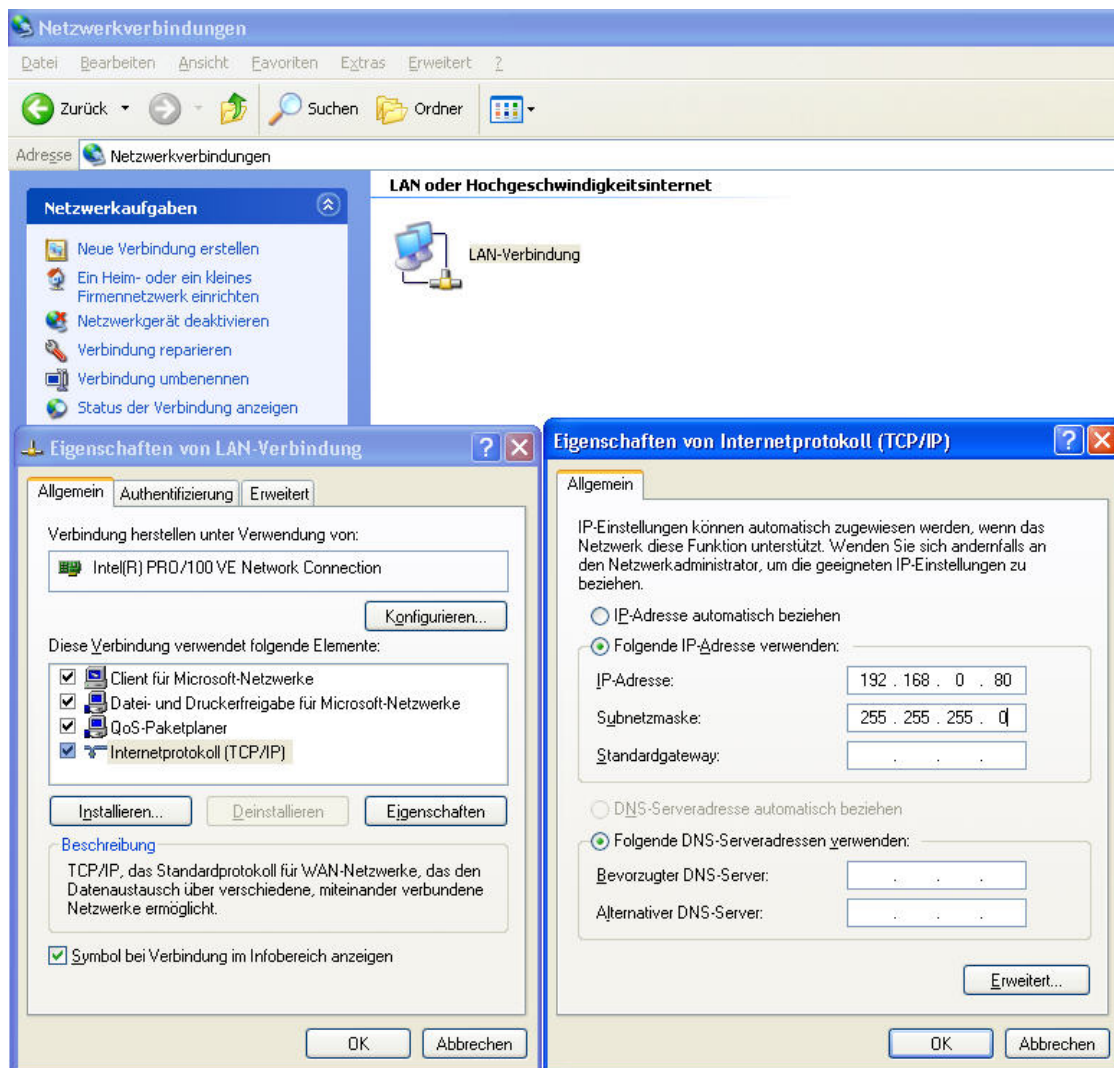 Netzwerkverbindungen
Datei Bearbeiten Ansicht Favoriten Extras Erweitert ?
Zurück Suchen Ordner
Adresse Netzwerkverbindungen
LAN oder Hochgeschwindigkeitsinternet
LAN-Verbindung
Netzwerkaufgaben
Neue Verbindung erstellen
Ein Heim- oder ein kleines
Firmennetzwerk einrichten
Netzwerkgerät deaktivieren
Verbindung reparieren
Verbindung umbenennen
Status der Verbindung anzeigen
Eigenschaften von LAN-Verbindung
Allgemein Authentifizierung Erweitert
Verbindung herstellen unter Verwendung von:
Intel(R) PRO/100 VE Network Connection
Konfigurieren...
Diese Verbindung verwendet folgende Elemente:
Client für Microsoft-Netzwerke
Datei- und Druckerfreigabe für Microsoft-Netzwerke
QoS-Paketplaner
Internetprotokoll (TCP/IP)
Installieren... Deinstallieren Eigenschaften
Beschreibung
TCP/IP, das Standardprotokoll für WAN-Netzwerke, das den
Datenaustausch über verschiedene, miteinander verbundene
Netzwerke ermöglicht.
Symbol bei Verbindung im Infobereich anzeigen
OK Abbrechen
Eigenschaften von Internetprotokoll (TCP/IP)
Allgemein
IP-Einstellungen können automatisch zugewiesen werden, wenn das
Netzwerk diese Funktion unterstützt. Wenden Sie sich andernfalls an
den Netzwerkadministrator, um die geeigneten IP-Einstellungen zu
beziehen.
IP-Adresse automatisch beziehen
Folgende IP-Adresse verwenden:
IP-Adresse: 192 . 168 . 0 . 80
Subnetzmaske: 255 . 255 . 255 . 0
Standardgateway: . . .
DNS-Serveradresse automatisch beziehen
Folgende DNS-Serveradressen verwenden:
Bevorzugter DNS-Server: . . .
Alternativer DNS-Server: . . .
Erweitert...
OK Abbrechen